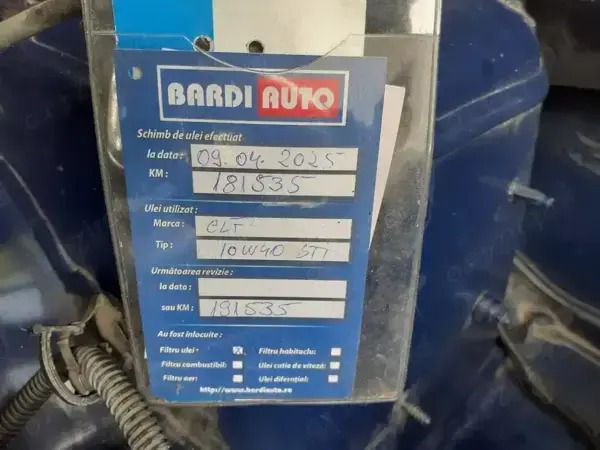 BARDI AUTO
Schimb de ulei efectuat
la data: 09.04.2025
KM: 181535
Ulei utilizat:
Marca: ELT
Tip: 10W40
Următoarea revizie:
la data:
sau KM: 191535
Au fost înlocuite:
Filtru ulei: X Filtru habitaclu:
Filtru combustibil: Ulei cutie de viteză:
Filtru aer: Ulei diferențial:
http://www.bardiauto.ro